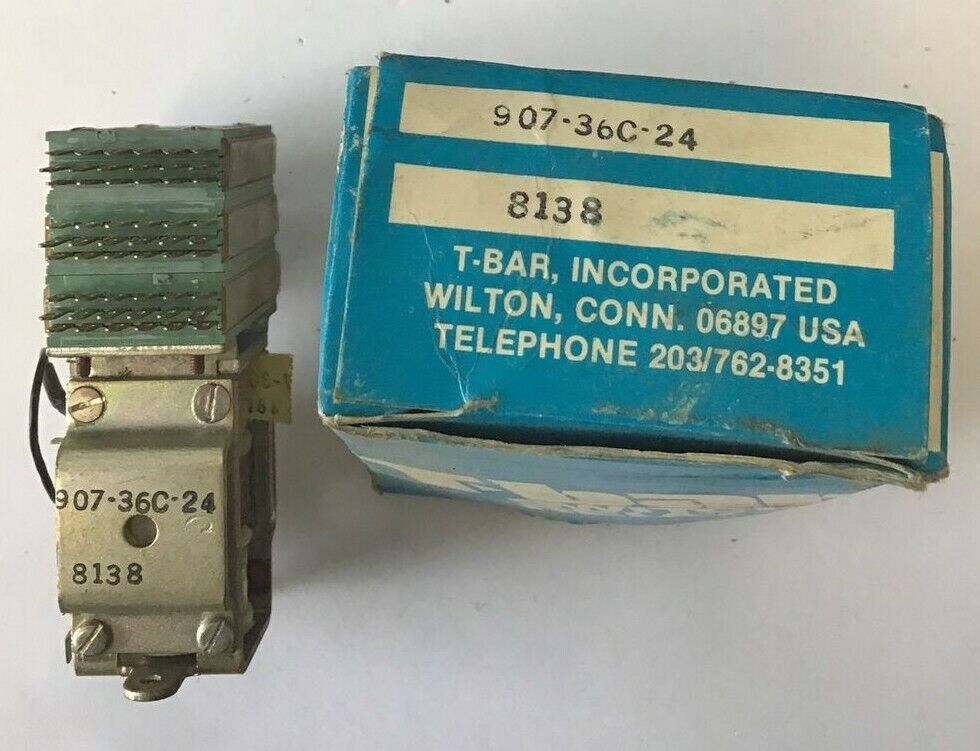 907-36C-24
8138
T-BAR, INCORPORATED
WILTON, CONN. 06897 USA
TELEPHONE 203/762-8351
907-36C-24
8138